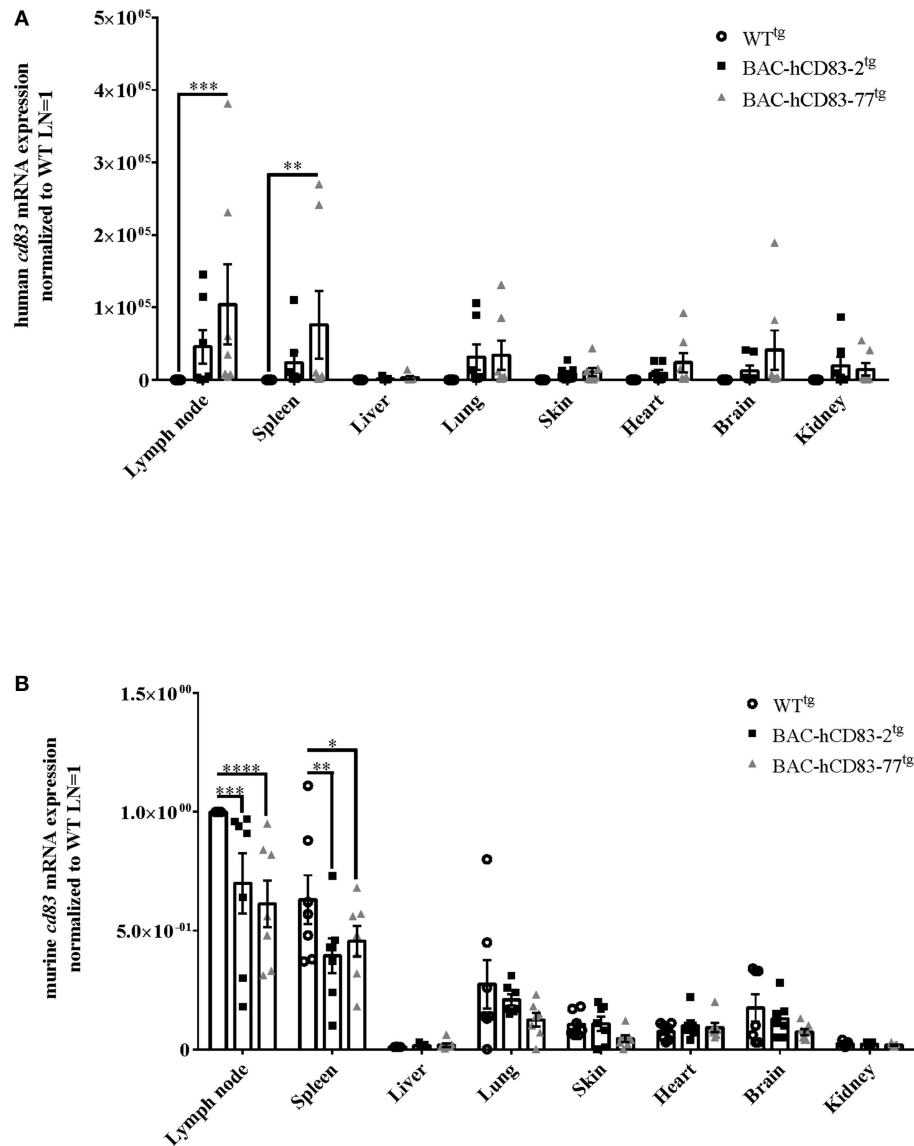 A
human cd83 mRNA expression
normalized to WT LN=1
5×10⁰⁵
4×10⁰⁵
3×10⁰⁵
2×10⁰⁵
1×10⁰⁵
0
WTᵗᵍ
BAC-hCD83-2ᵗᵍ
BAC-hCD83-77ᵗᵍ
***
**
Lymph node
Spleen
Liver
Lung
Skin
Heart
Brain
Kidney
B
murine cd83 mRNA expression
normalized to WT LN=1
1.5×10⁰⁰
1.0×10⁰⁰
5.0×10⁻⁰¹
0
WTᵗᵍ
BAC-hCD83-2ᵗᵍ
BAC-hCD83-77ᵗᵍ
****
***
*
**
Lymph node
Spleen
Liver
Lung
Skin
Heart
Brain
Kidney